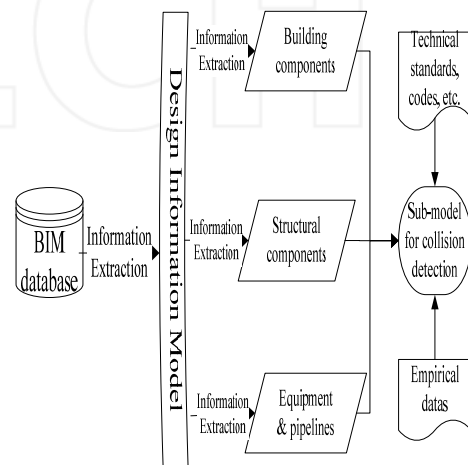 BIM
database
Information
Extraction
Design Information Model
Information
Extraction
Building
components
Information
Extraction
Structural
components
Information
Extraction
Equipment
& pipelines
Technical
standards,
codes, etc.
Sub-model
for collision
detection
Empirical
datas